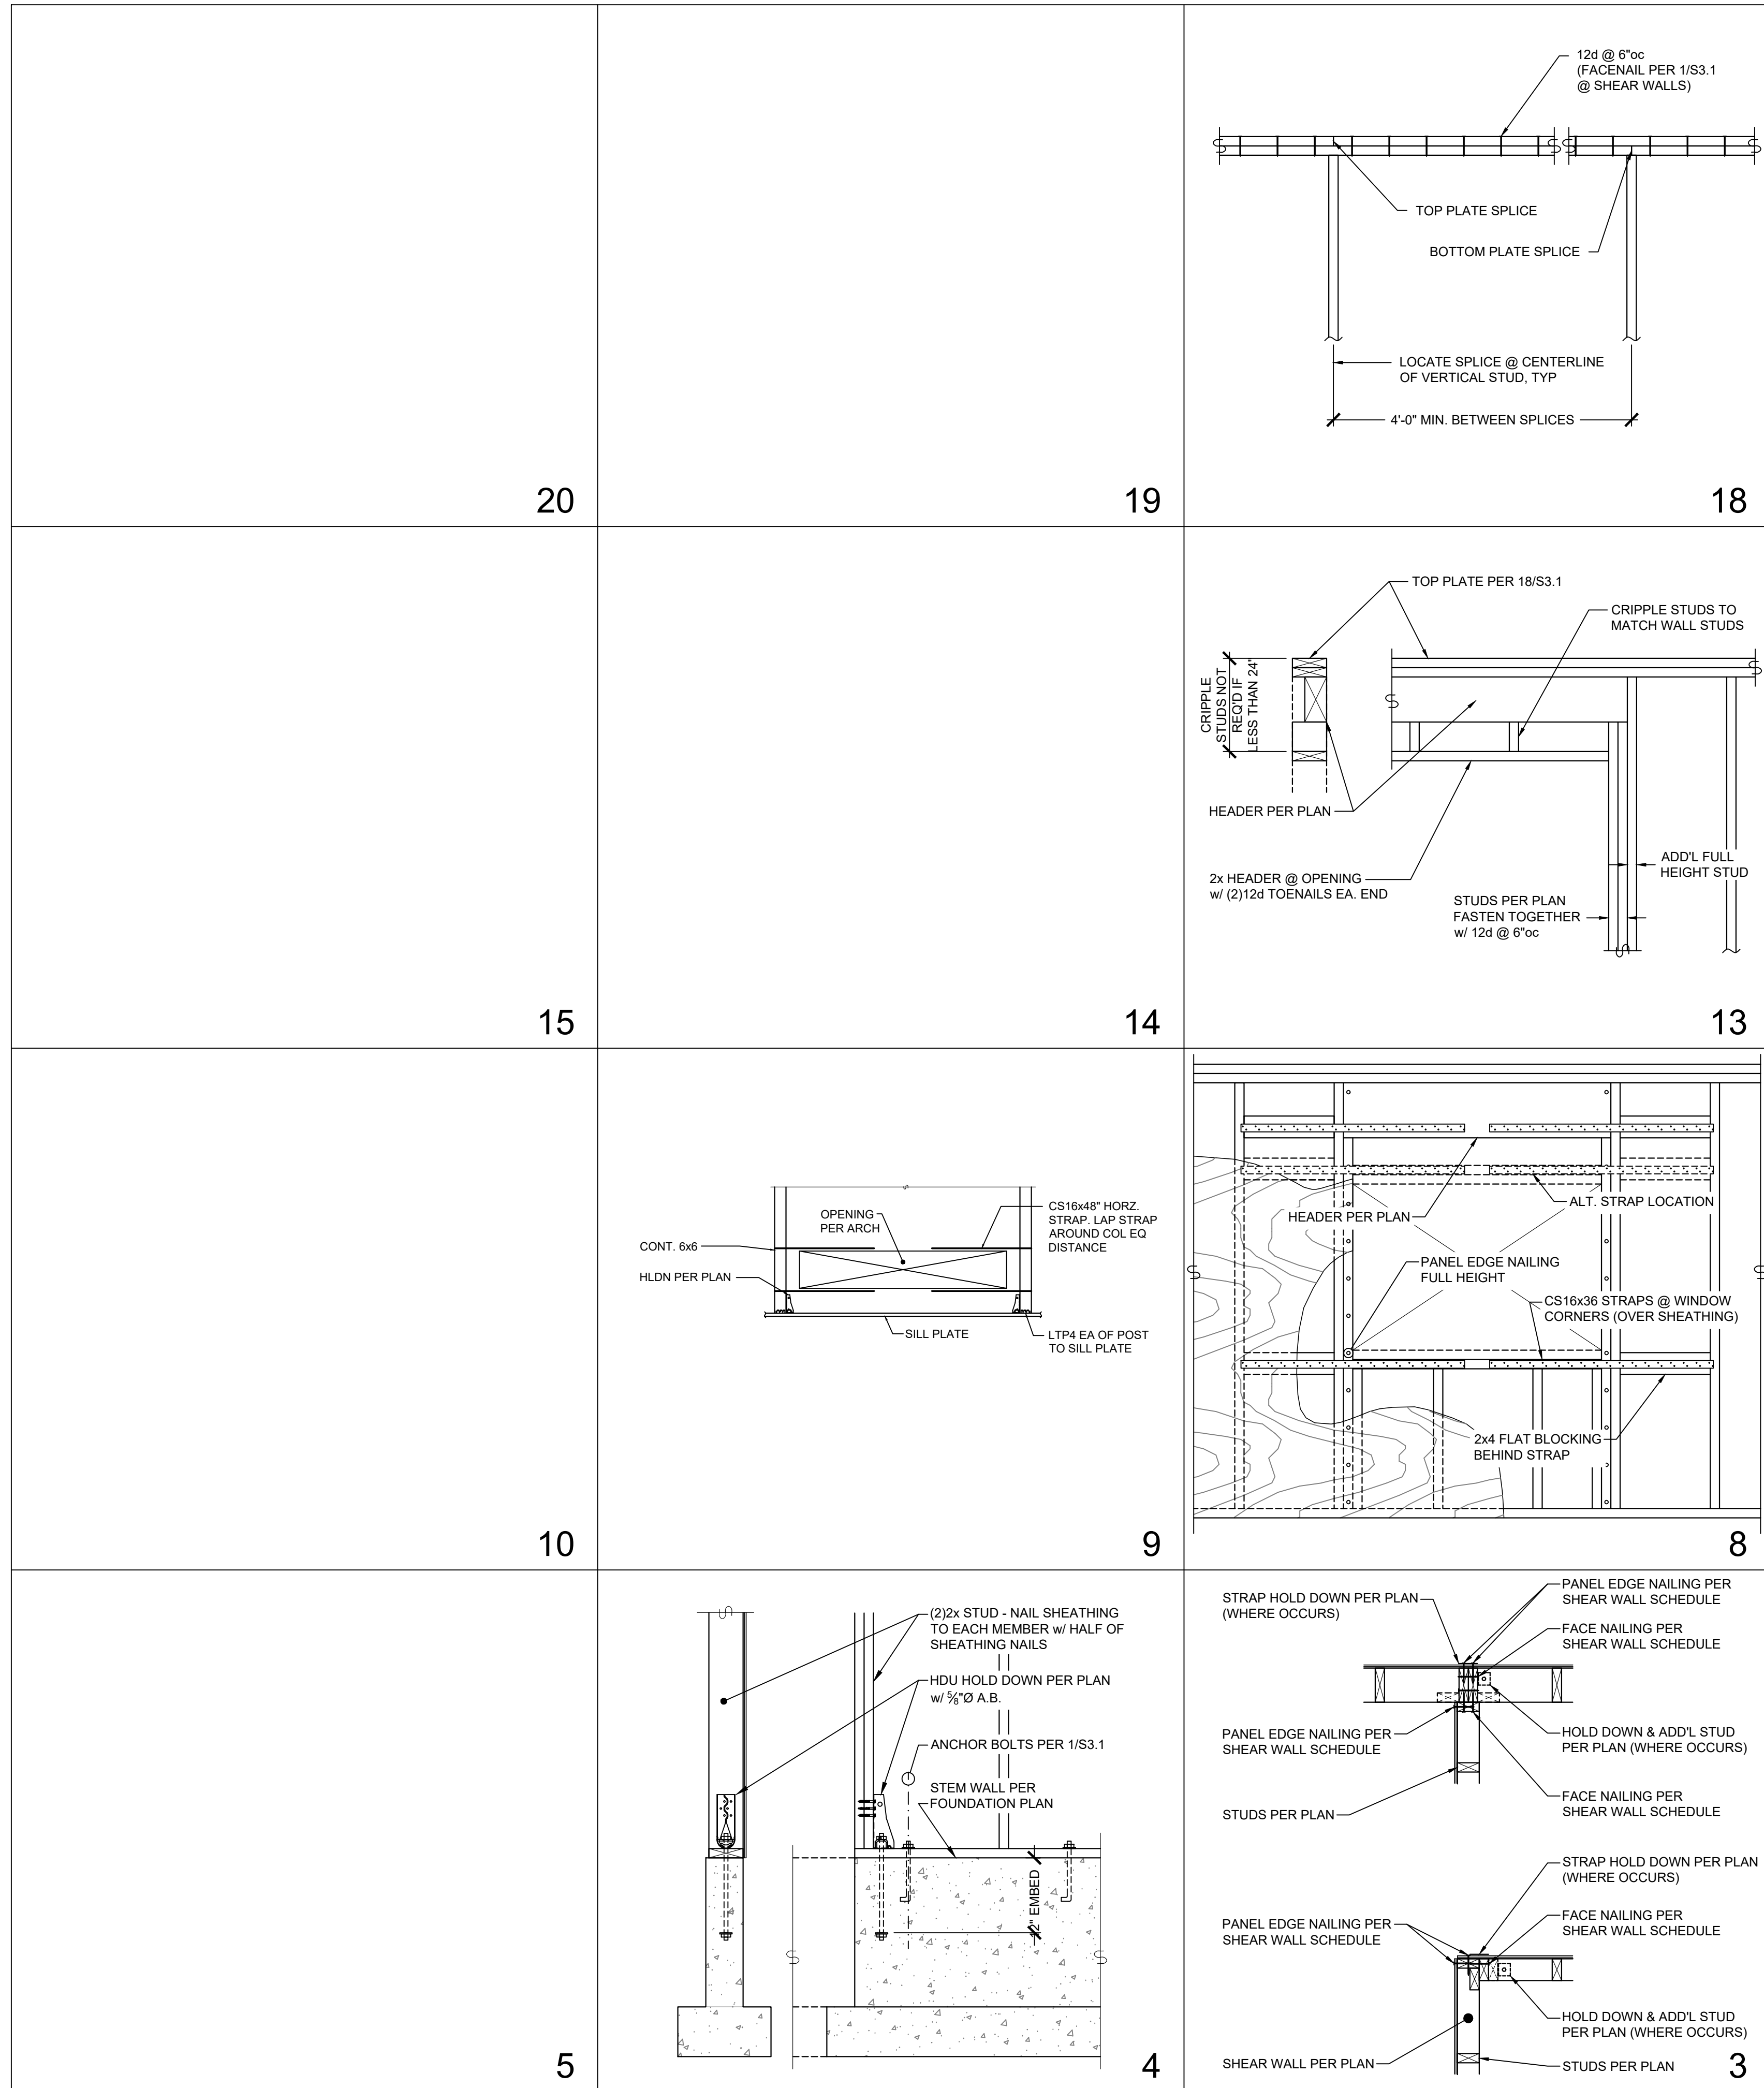 12d @ 6"oc
(FACENAIL PER 1/S3.1
@ SHEAR WALLS)
TOP PLATE SPLICE
BOTTOM PLATE SPLICE
LOCATE SPLICE @ CENTERLINE
OF VERTICAL STUD, TYP
4'-0" MIN. BETWEEN SPLICES
20
19
18
TOP PLATE PER 18/S3.1
CRIPPLE STUDS TO
MATCH WALL STUDS
CRIPPLE
STUDS NOT
REQ'D IF
LESS THAN 24"
HEADER PER PLAN
2x HEADER @ OPENING
w/ (2)12d TOENAILS EA. END
ADD'L FULL
HEIGHT STUD
STUDS PER PLAN
FASTEN TOGETHER
w/ 12d @ 6"oc
15
14
13
OPENING
PER ARCH
CS16x48" HORZ.
STRAP. LAP STRAP
AROUND COL EQ
DISTANCE
CONT. 6x6
HLDN PER PLAN
SILL PLATE
LTP4 EA OF POST
TO SILL PLATE
ALT. STRAP LOCATION
HEADER PER PLAN
PANEL EDGE NAILING
FULL HEIGHT
CS16x36 STRAPS @ WINDOW
CORNERS (OVER SHEATHING)
2x4 FLAT BLOCKING
BEHIND STRAP
10
9
8
(2)2x STUD - NAIL SHEATHING
TO EACH MEMBER w/ HALF OF
SHEATHING NAILS
HDU HOLD DOWN PER PLAN
w/ ⅝"Ø A.B.
ANCHOR BOLTS PER 1/S3.1
STEM WALL PER
FOUNDATION PLAN
12" EMBED
STRAP HOLD DOWN PER PLAN
(WHERE OCCURS)
PANEL EDGE NAILING PER
SHEAR WALL SCHEDULE
FACE NAILING PER
SHEAR WALL SCHEDULE
PANEL EDGE NAILING PER
SHEAR WALL SCHEDULE
HOLD DOWN & ADD'L STUD
PER PLAN (WHERE OCCURS)
STUDS PER PLAN
FACE NAILING PER
SHEAR WALL SCHEDULE
STRAP HOLD DOWN PER PLAN
(WHERE OCCURS)
PANEL EDGE NAILING PER
SHEAR WALL SCHEDULE
FACE NAILING PER
SHEAR WALL SCHEDULE
HOLD DOWN & ADD'L STUD
PER PLAN (WHERE OCCURS)
SHEAR WALL PER PLAN
STUDS PER PLAN
5
4
3